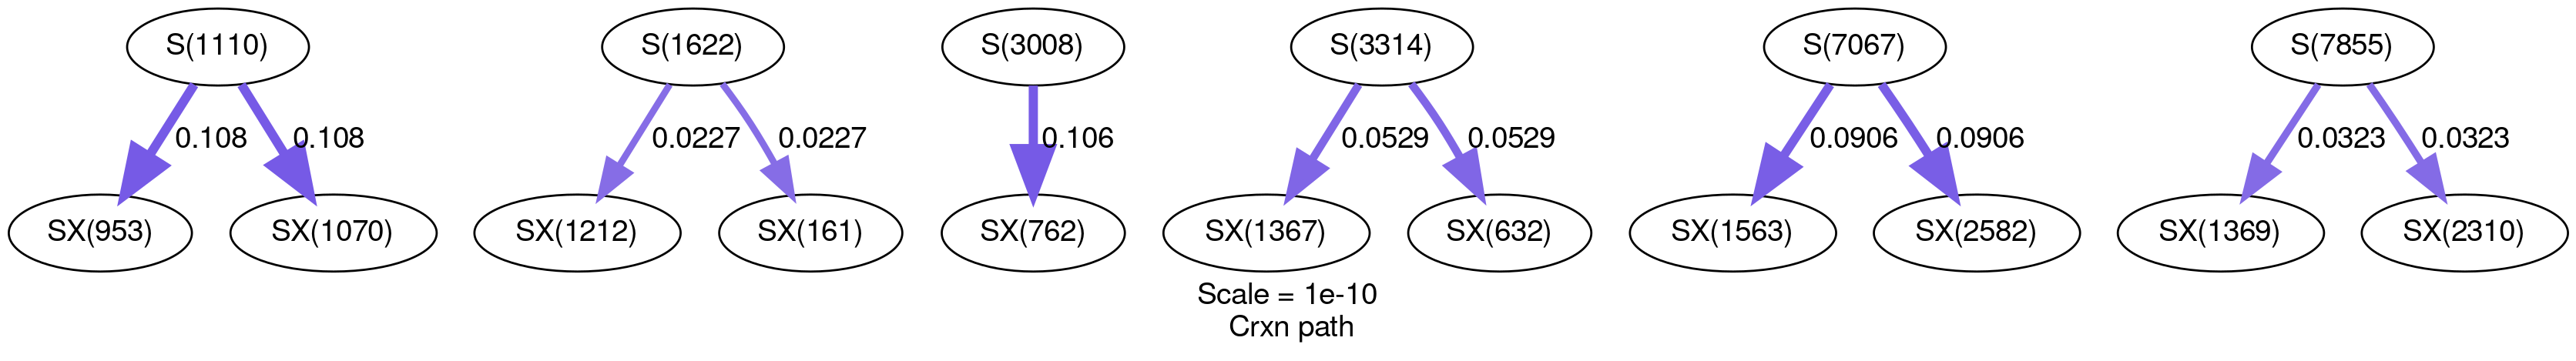 S(1110) S(1622) S(3008) S(3314) S(7067) S(7855)
0.108 0.108 0.0227 0.0227 0.106 0.0529 0.0529 0.0906 0.0906 0.0323 0.0323
SX(953) SX(1070) SX(1212) SX(161) SX(762) SX(1367) SX(632) SX(1563) SX(2582) SX(1369) SX(2310)
Scale = 1e-10
Crxn path